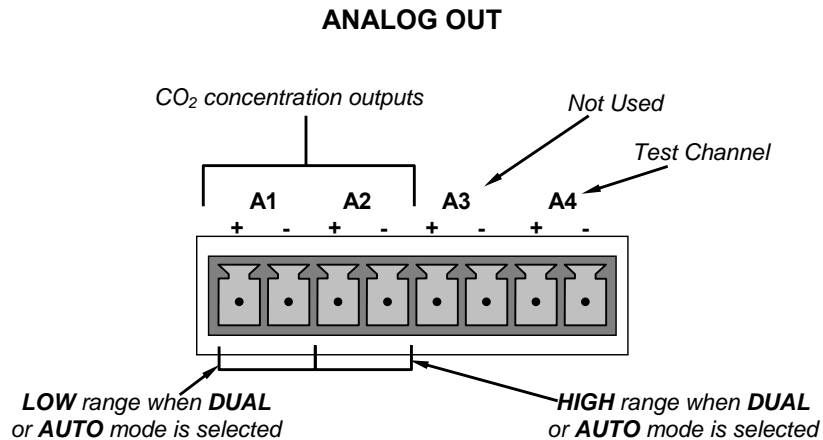 ANALOG OUT
CO₂ concentration outputs
Not Used
Test Channel
A1 A2 A3 A4
+ - + - + - + -
LOW range when DUAL
or AUTO mode is selected
HIGH range when DUAL
or AUTO mode is selected